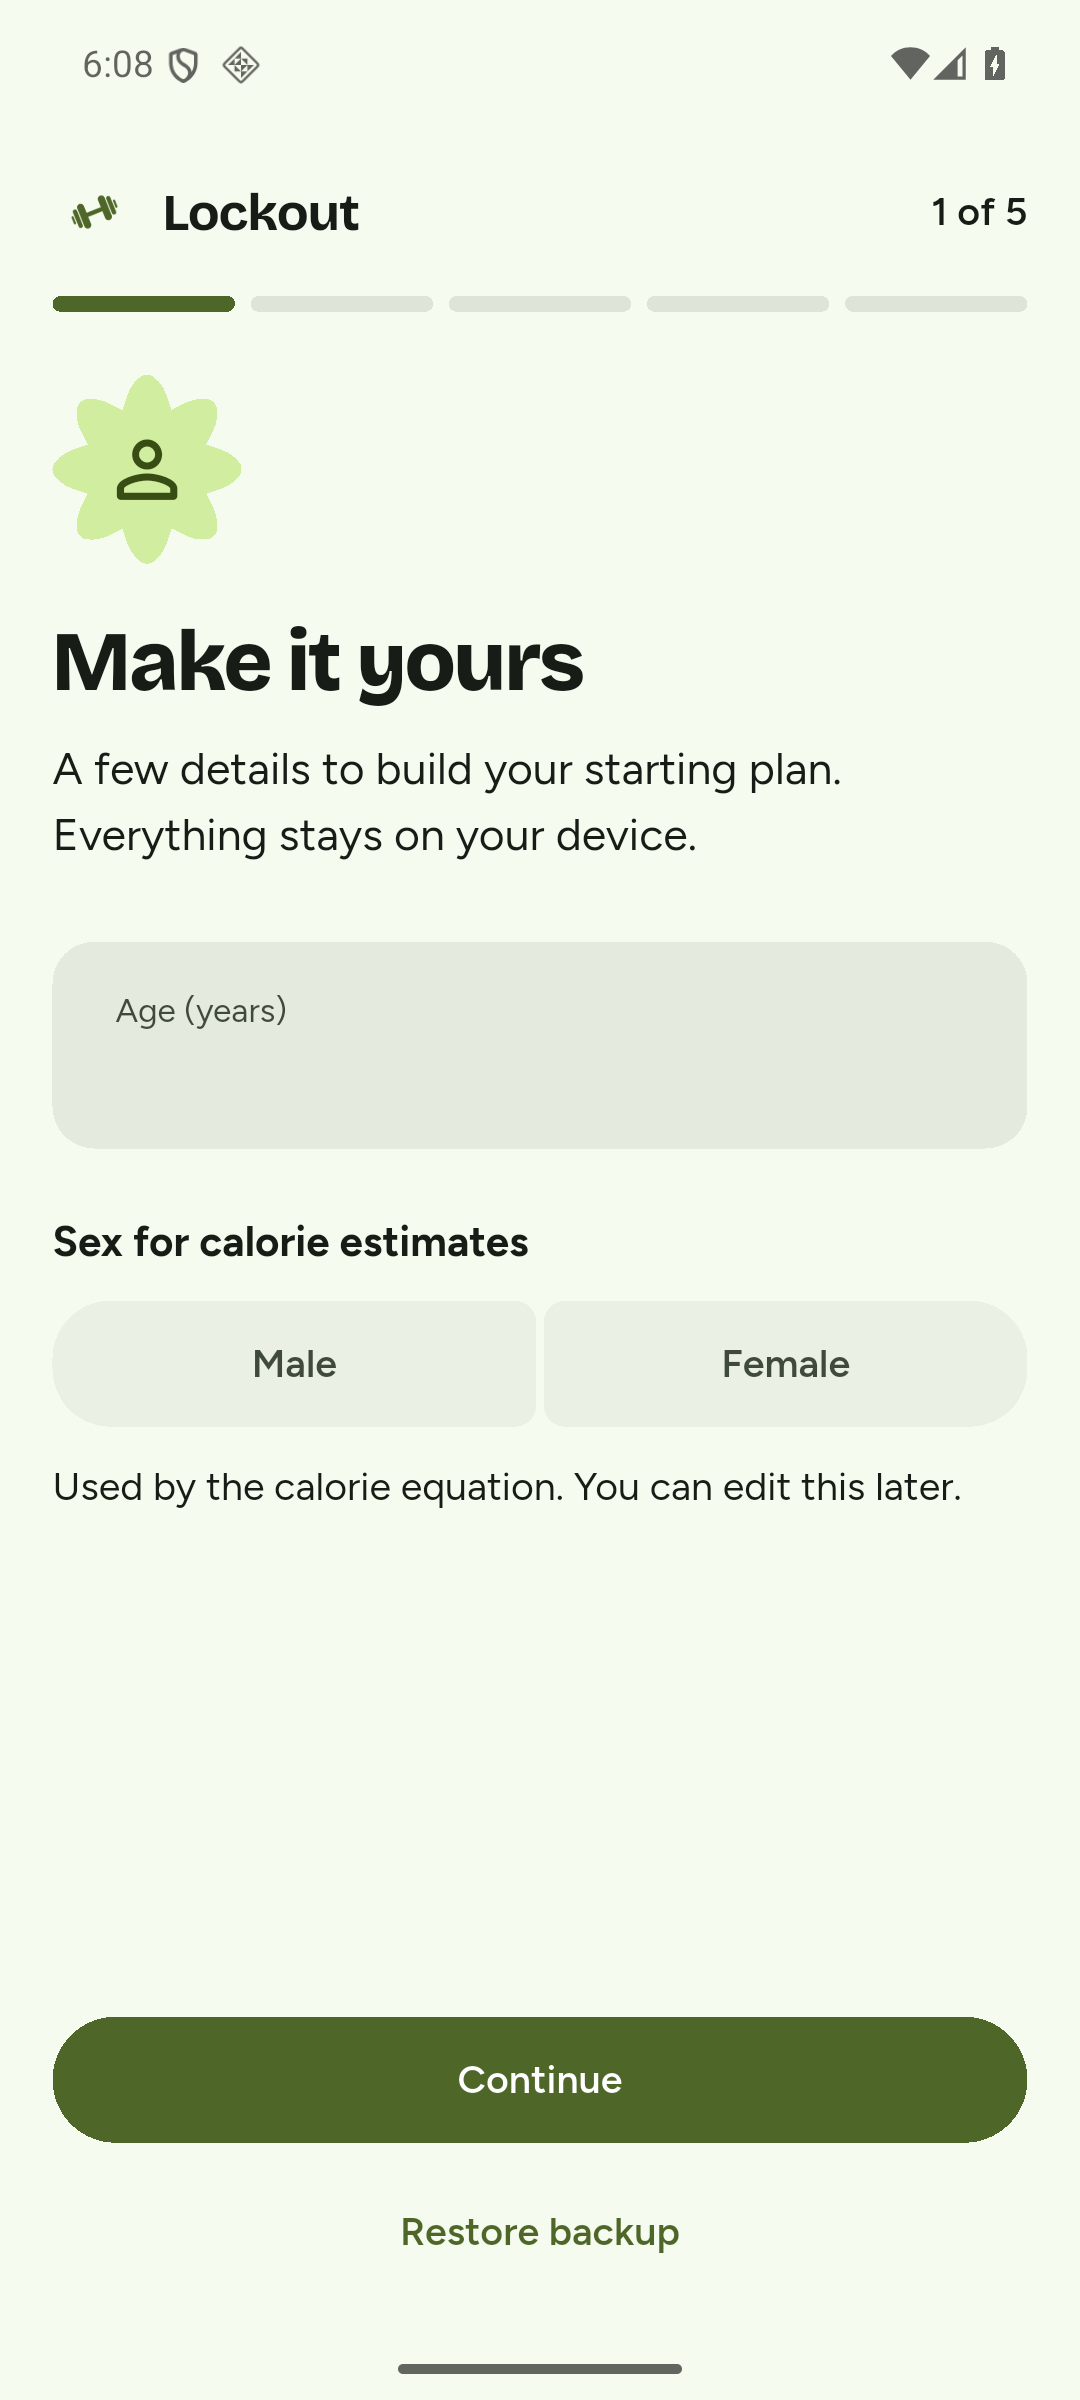 6:08
Lockout
1 of 5
Make it yours
A few details to build your starting plan.
Everything stays on your device.
Age (years)
Sex for calorie estimates
Male
Female
Used by the calorie equation. You can edit this later.
Continue
Restore backup